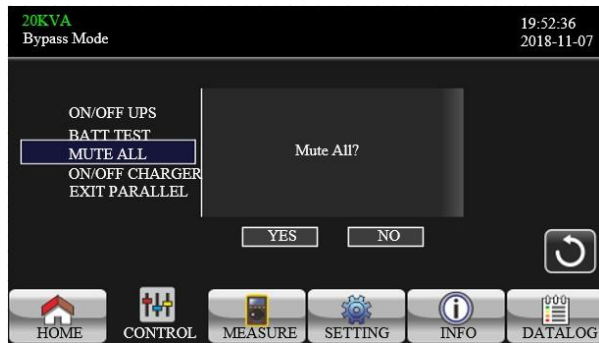 20KVA
Bypass Mode
19:52:36
2018-11-07
ON/OFF UPS
BATT TEST
MUTE ALL
ON/OFF CHARGER
EXIT PARALLEL
Mute All?
YES NO
HOME CONTROL MEASURE SETTING INFO DATALOG